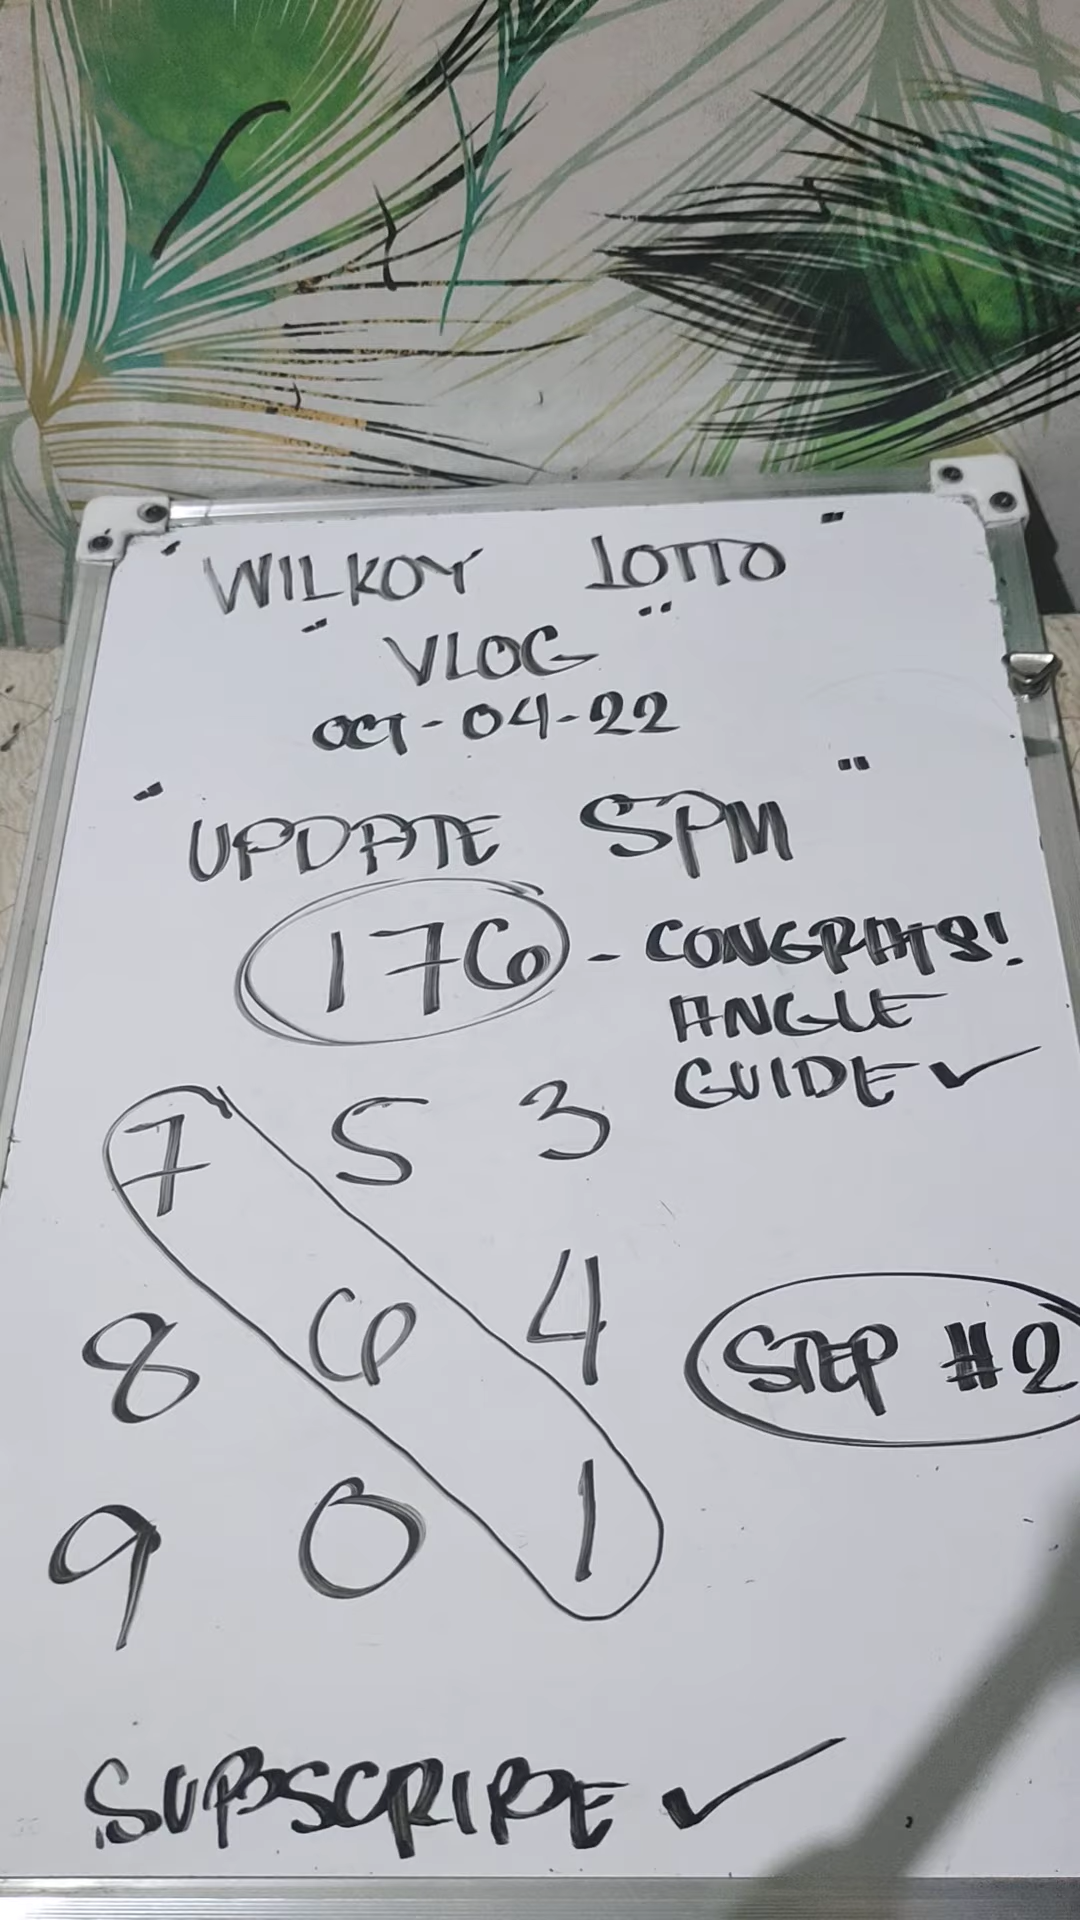 "WILKOY LOTTO"
"VLOG"
OCT-04-22
"UPDATE 5PM"
176 - CONGRATS!
ANGLE
GUIDE ✓
7 5 3
8 6 4
STEP #2
9 0 1
SUBSCRIBE ✓